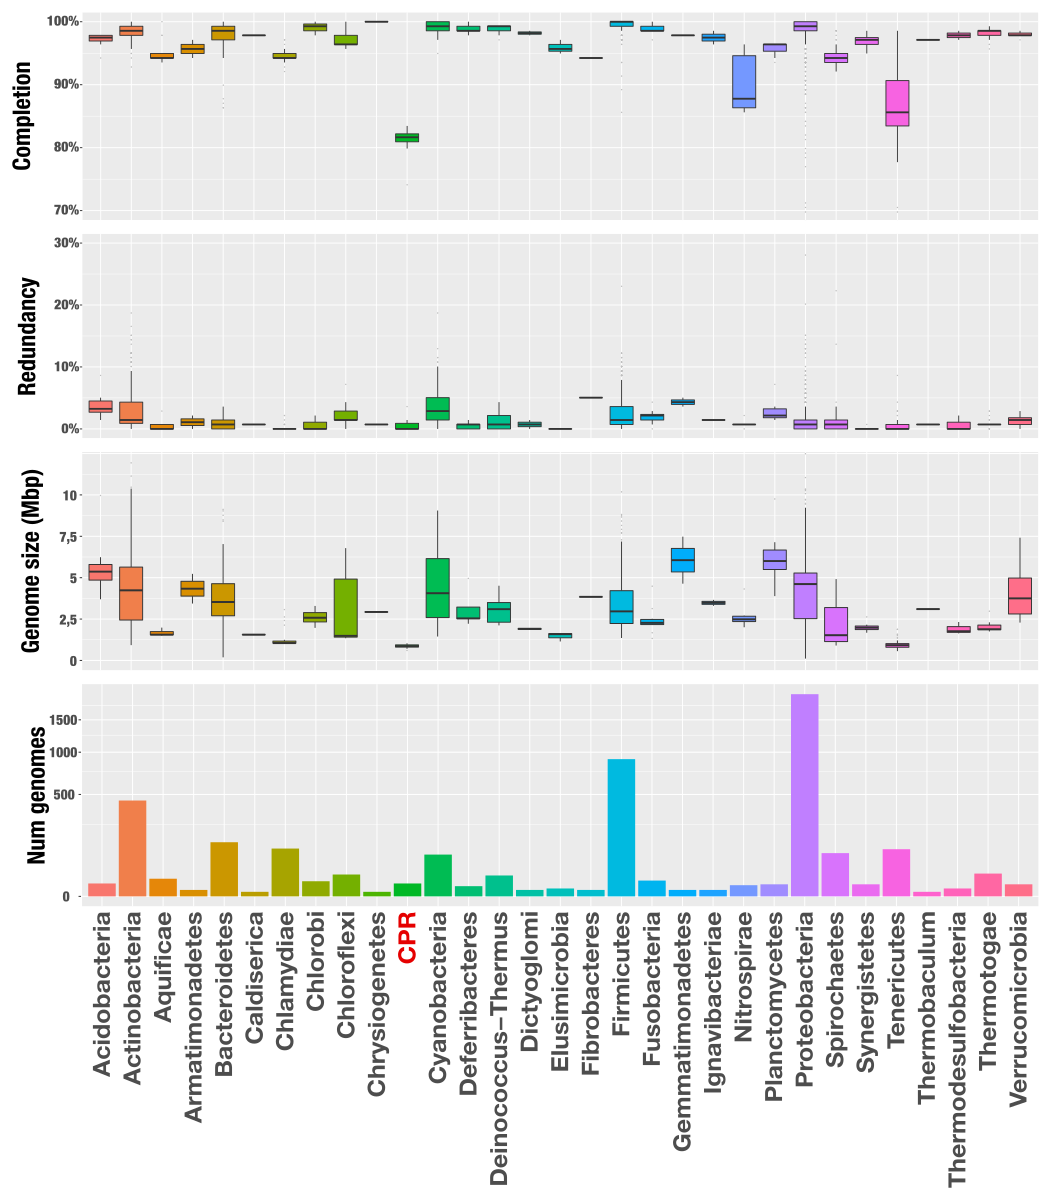 Completion
100%
90%
80%
70%
Redundancy
30%
20%
10%
0%
Genome size (Mbp)
10
7,5
5
2,5
0
Num genomes
1500
1000
500
0
Acidobacteria
Actinobacteria
Aquificae
Armatimonadetes
Bacteroidetes
Caldiserica
Chlamydiae
Chlorobi
Chloroflexi
Chrysiogenetes
CPR
Cyanobacteria
Deferribacteres
Deinococcus−Thermus
Dictyoglomi
Elusimicrobia
Fibrobacteres
Firmicutes
Fusobacteria
Gemmatimonadetes
Ignavibacteriae
Nitrospirae
Planctomycetes
Proteobacteria
Spirochaetes
Synergistetes
Tenericutes
Thermobaculum
Thermodesulfobacteria
Thermotogae
Verrucomicrobia